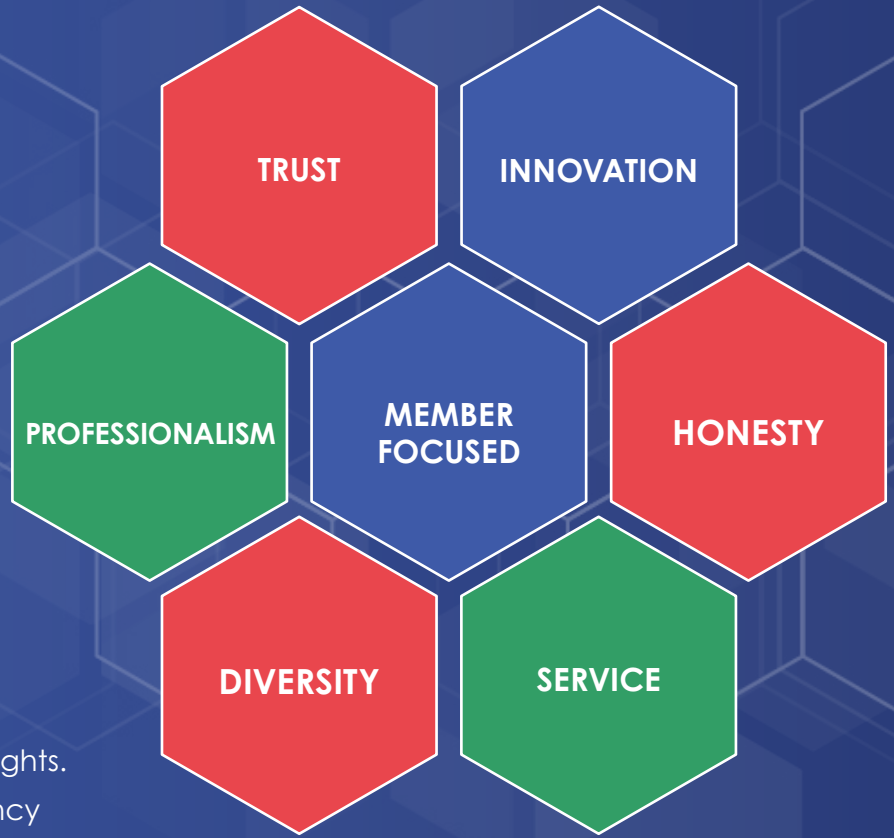 TRUST
INNOVATION
PROFESSIONALISM
MEMBER
FOCUSED
HONESTY
DIVERSITY
SERVICE
ghts.
ncy